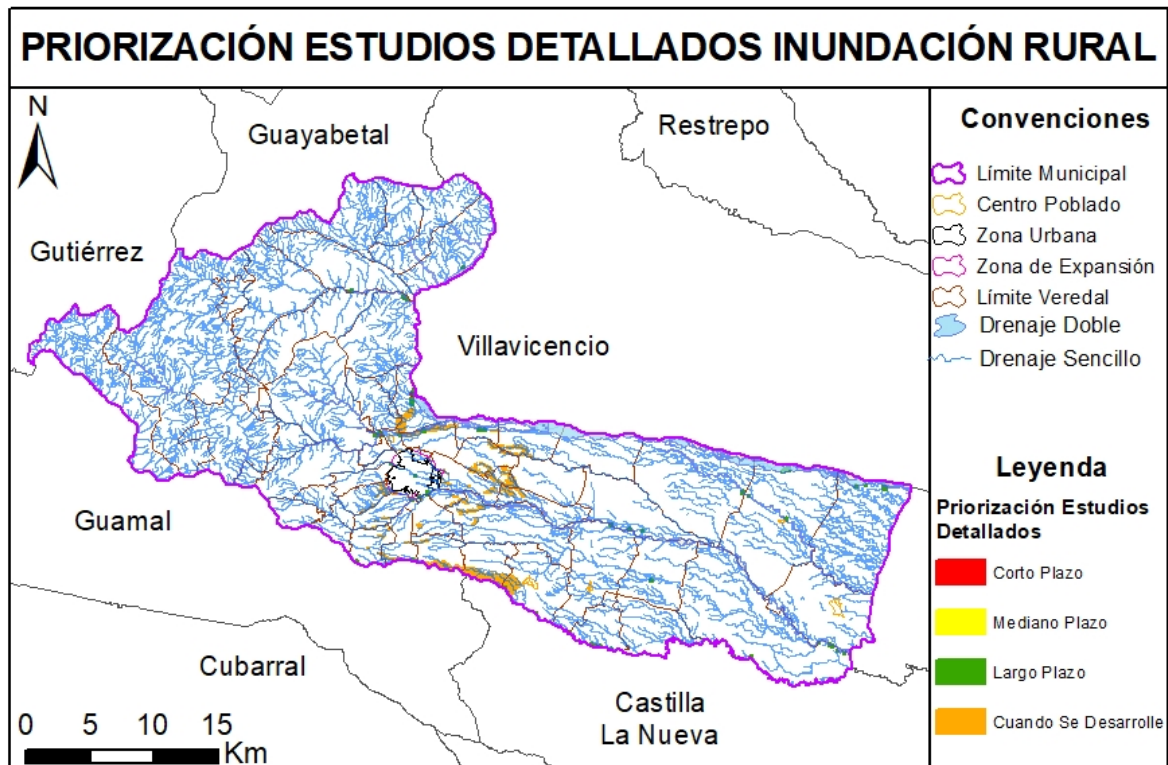 PRIORIZACIÓN ESTUDIOS DETALLADOS INUNDACIÓN RURAL
N
Guayabetal
Restrepo
Gutiérrez
Villavicencio
Guamal
Cubarral
Castilla
La Nueva
0 5 10 15
Km
Convenciones
Límite Municipal
Centro Poblado
Zona Urbana
Zona de Expansión
Límite Veredal
Drenaje Doble
Drenaje Sencillo
Leyenda
Priorización Estudios
Detallados
Corto Plazo
Mediano Plazo
Largo Plazo
Cuando Se Desarrolle